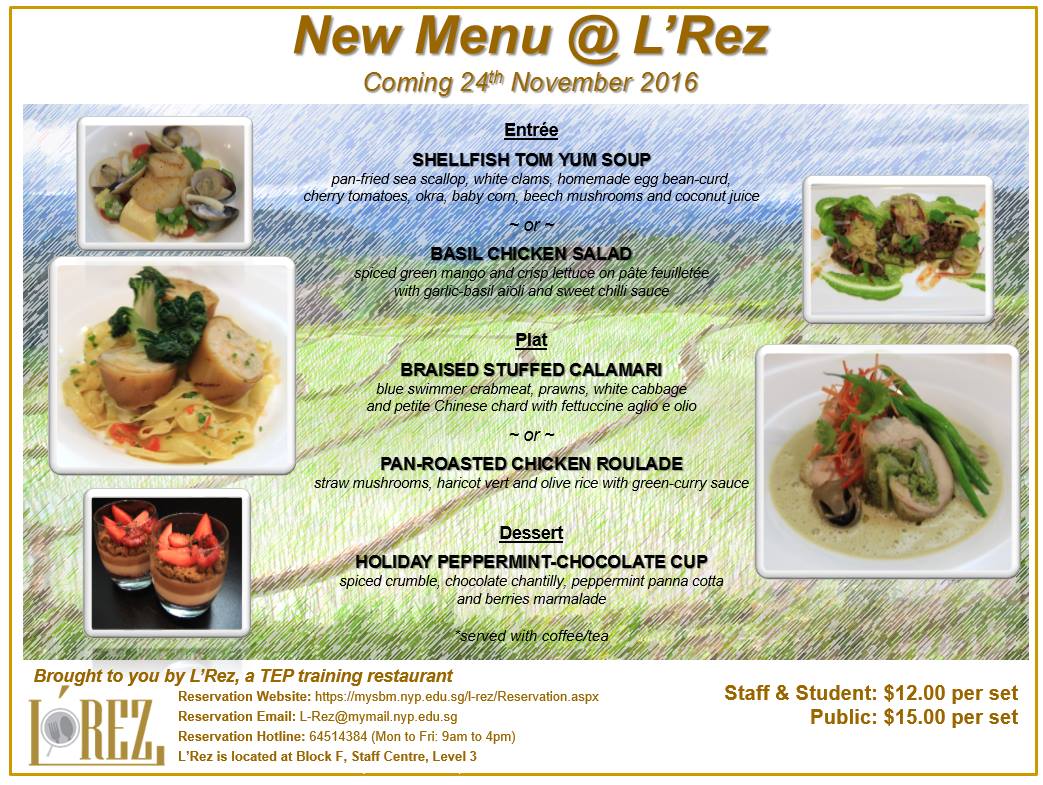 New Menu @ L’Rez
Coming 24th November 2016
Entrée
SHELLFISH TOM YUM SOUP
pan-fried sea scallop, white clams, homemade egg bean-curd,
cherry tomatoes, okra, baby corn, beech mushrooms and coconut juice
~ or ~
BASIL CHICKEN SALAD
spiced green mango and crisp lettuce on pâte feuilletée
with garlic-basil aïoli and sweet chilli sauce
Plat
BRAISED STUFFED CALAMARI
blue swimmer crabmeat, prawns, white cabbage
and petite Chinese chard with fettuccine aglio e olio
~ or ~
PAN-ROASTED CHICKEN ROULADE
straw mushrooms, haricot vert and olive rice with green-curry sauce
Dessert
HOLIDAY PEPPERMINT-CHOCOLATE CUP
spiced crumble, chocolate chantilly, peppermint panna cotta
and berries marmalade
*served with coffee/tea
Brought to you by L’Rez, a TEP training restaurant
L'REZ
Reservation Website: https://mysbm.nyp.edu.sg/l-rez/Reservation.aspx
Reservation Email: L-Rez@mymail.nyp.edu.sg
Reservation Hotline: 64514384 (Mon to Fri: 9am to 4pm)
L’Rez is located at Block F, Staff Centre, Level 3
Staff & Student: $12.00 per set
Public: $15.00 per set